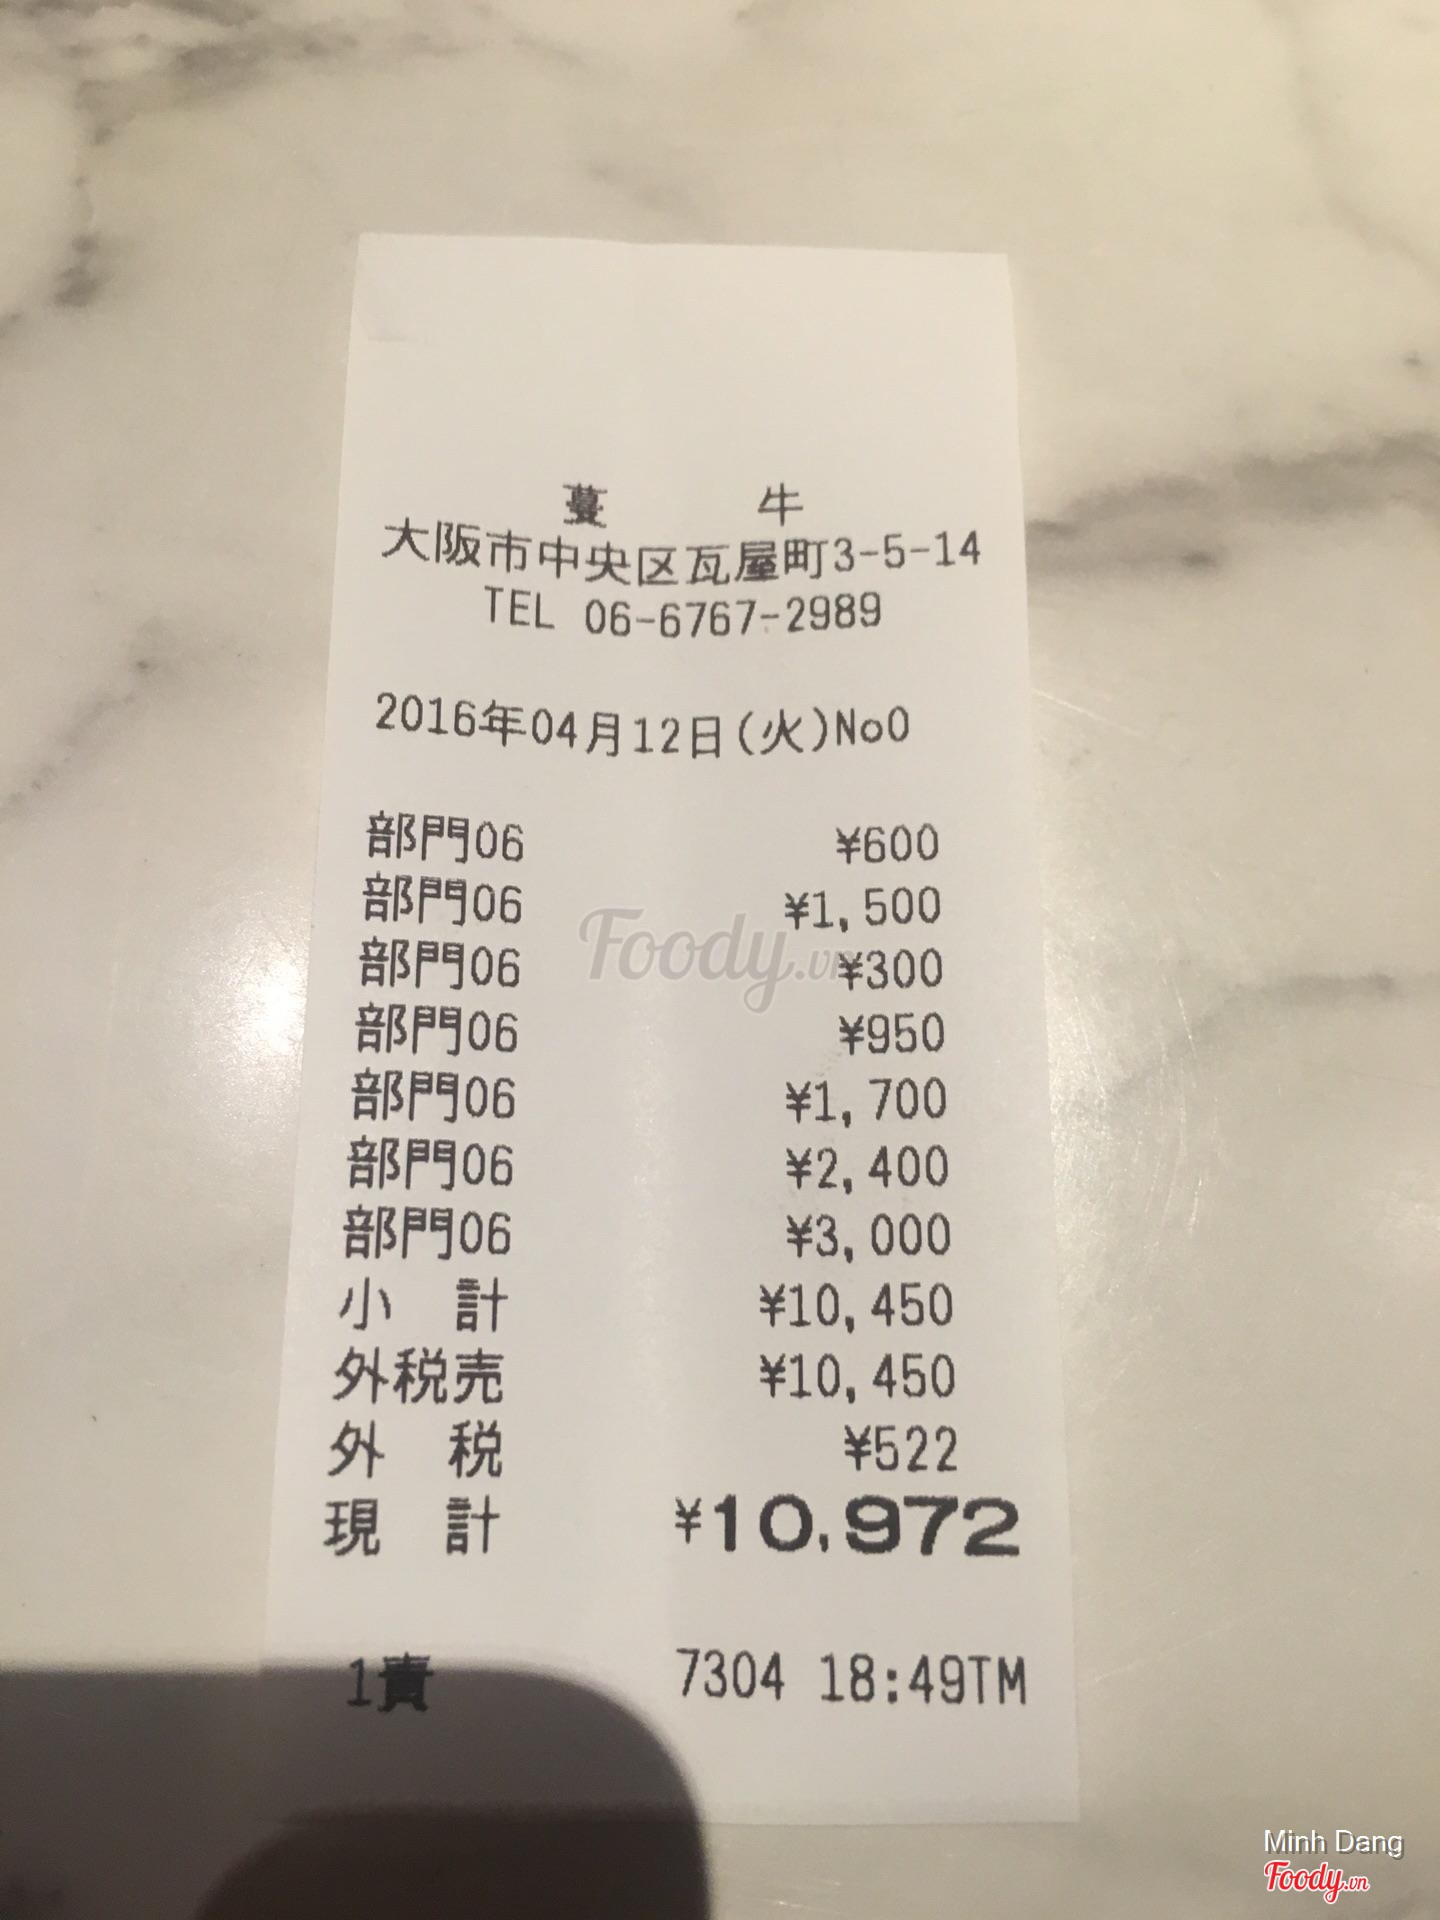 蔓 牛
大阪市中央区瓦屋町3-5-14
TEL 06-6767-2989
2016年04月12日(火)No0
部門06 ¥600
部門06 ¥1,500
部門06 ¥300
部門06 ¥950
部門06 ¥1,700
部門06 ¥2,400
部門06 ¥3,000
小 計 ¥10,450
外税売 ¥10,450
外 税 ¥522
現 計 ¥10,972
1責 7304 18:49TM
Foody.vn
Minh Dang
Foody.vn